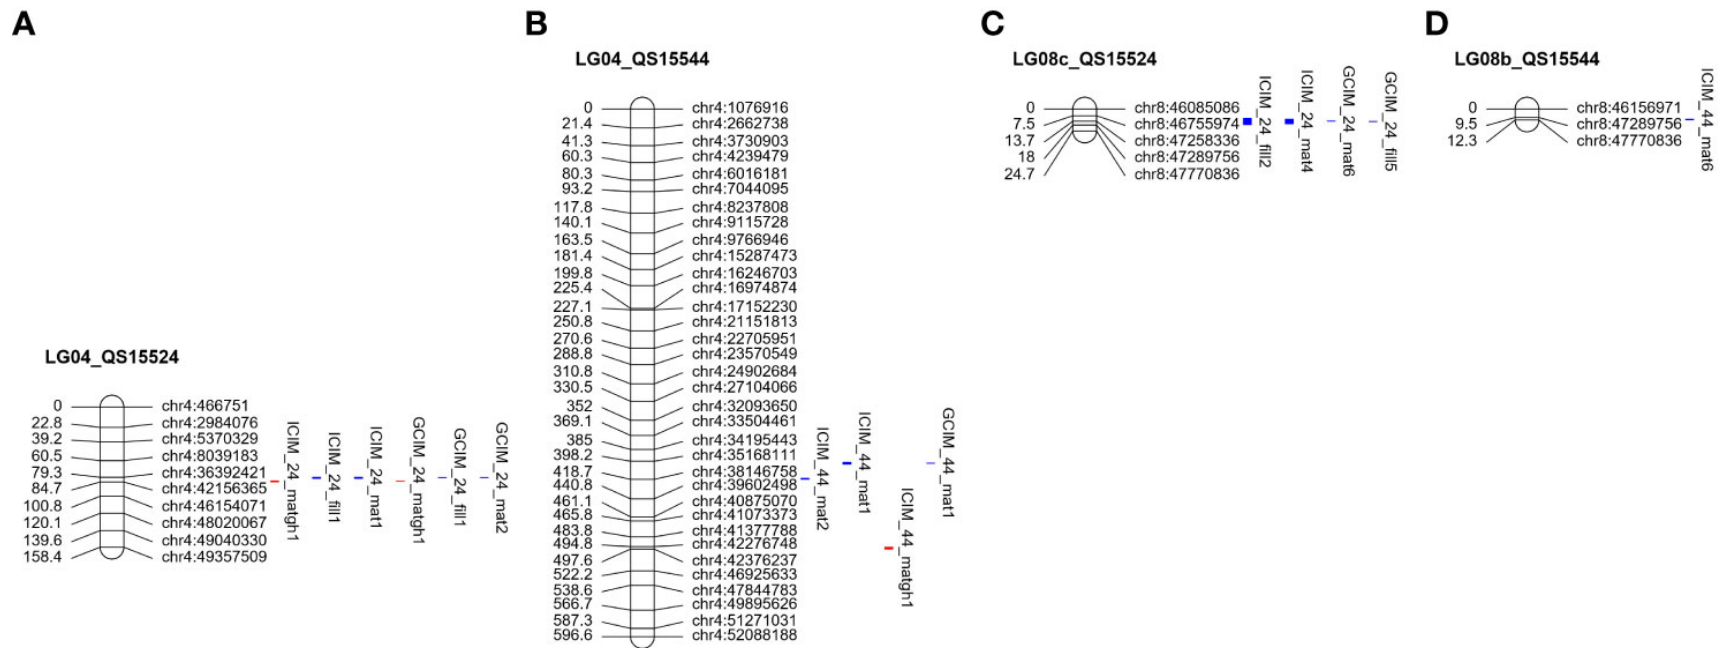 A
LG04_QS15524
0 chr4:466751
22.8 chr4:2984076
39.2 chr4:5370329
60.5 chr4:8039183
79.3 chr4:36392421
84.7 chr4:42156365
100.8 chr4:46154071
120.1 chr4:48020067
139.6 chr4:49040330
158.4 chr4:49357509
ICIM_24_matgh1
ICIM_24_fill1
ICIM_24_mat1
GCIM_24_matgh1
GCIM_24_fill1
GCIM_24_mat2
B
LG04_QS15544
0 chr4:1076916
21.4 chr4:2662738
41.3 chr4:3730903
60.3 chr4:4239479
80.3 chr4:6016181
93.2 chr4:7044095
117.8 chr4:8237808
140.1 chr4:9115728
163.5 chr4:9766946
181.4 chr4:15287473
199.8 chr4:16246703
225.4 chr4:16974874
227.1 chr4:17152230
250.8 chr4:21151813
270.6 chr4:22705951
288.8 chr4:23570549
310.8 chr4:24902684
330.5 chr4:27104066
352 chr4:32093650
369.1 chr4:33504461
385 chr4:34195443
398.2 chr4:35168111
418.7 chr4:38146758
440.8 chr4:39602498
461.1 chr4:40875070
465.8 chr4:41073373
483.8 chr4:41377788
494.8 chr4:42276748
497.6 chr4:42376237
522.2 chr4:46925633
538.6 chr4:47844783
566.7 chr4:49895626
587.3 chr4:51271031
596.6 chr4:52088188
ICIM_44_mat2
ICIM_44_mat1
ICIM_44_matgh1
GCIM_44_mat1
C
LG08c_QS15524
0 chr8:46085086
7.5 chr8:46755974
13.7 chr8:47258336
18 chr8:47289756
24.7 chr8:47770836
ICIM_24_fill2
ICIM_24_mat4
GCIM_24_mat6
GCIM_24_fill5
D
LG08b_QS15544
0 chr8:46156971
9.5 chr8:47289756
12.3 chr8:47770836
ICIM_44_mat6